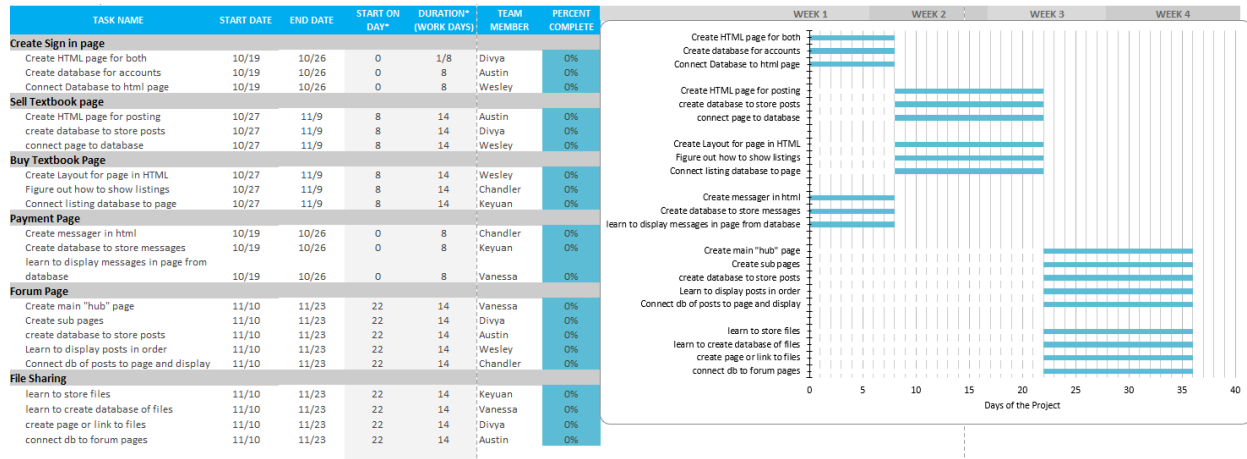 TASK NAME START DATE END DATE START ON DAY* DURATION* (WORK DAYS) TEAM MEMBER PERCENT COMPLETE
Create Sign in page
Create HTML page for both 10/19 10/26 0 1/8 Divya 0%
Create database for accounts 10/19 10/26 0 8 Austin 0%
Connect Database to html page 10/19 10/26 0 8 Wesley 0%
Sell Textbook page
Create HTML page for posting 10/27 11/9 8 14 Austin 0%
create database to store posts 10/27 11/9 8 14 Divya 0%
connect page to database 10/27 11/9 8 14 Wesley 0%
Buy Textbook Page
Create Layout for page in HTML 10/27 11/9 8 14 Wesley 0%
Figure out how to show listings 10/27 11/9 8 14 Chandler 0%
Connect listing database to page 10/27 11/9 8 14 Keyuan 0%
Payment Page
Create messager in html 10/19 10/26 0 8 Chandler 0%
Create database to store messages 10/19 10/26 0 8 Keyuan 0%
learn to display messages in page from
database 10/19 10/26 0 8 Vanessa 0%
Forum Page
Create main "hub" page 11/10 11/23 22 14 Vanessa 0%
Create sub pages 11/10 11/23 22 14 Divya 0%
create database to store posts 11/10 11/23 22 14 Austin 0%
Learn to display posts in order 11/10 11/23 22 14 Wesley 0%
Connect db of posts to page and display 11/10 11/23 22 14 Chandler 0%
File Sharing
learn to store files 11/10 11/23 22 14 Keyuan 0%
learn to create database of files 11/10 11/23 22 14 Vanessa 0%
create page or link to files 11/10 11/23 22 14 Divya 0%
connect db to forum pages 11/10 11/23 22 14 Austin 0%
WEEK 1 WEEK 2 WEEK 3 WEEK 4
Create HTML page for both
Create database for accounts
Connect Database to html page
Create HTML page for posting
create database to store posts
connect page to database
Create Layout for page in HTML
Figure out how to show listings
Connect listing database to page
Create messager in html
Create database to store messages
learn to display messages in page from database
Create main "hub" page
Create sub pages
create database to store posts
Learn to display posts in order
Connect db of posts to page and display
learn to store files
learn to create database of files
create page or link to files
connect db to forum pages
0 5 10 15 20 25 30 35 40
Days of the Project